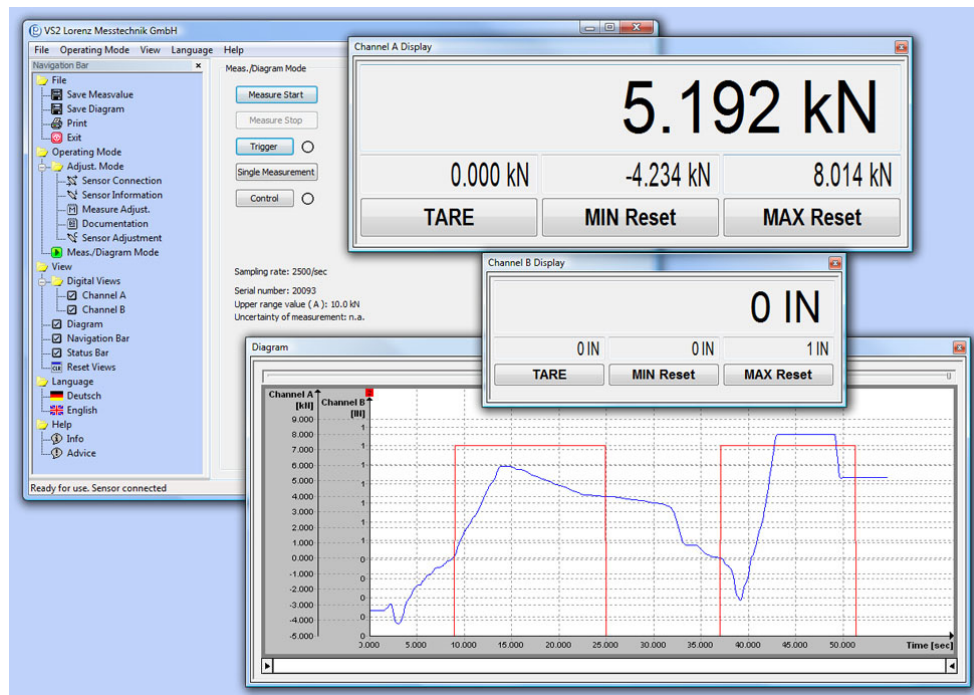 VS2 Lorenz Messtechnik GmbH
File Operating Mode View Language Help
Navigation Bar
File
Save Measvalue
Save Diagram
Print
Exit
Operating Mode
Adjust. Mode
Sensor Connection
Sensor Information
Measure Adjust.
Documentation
Sensor Adjustment
Meas./Diagram Mode
View
Digital Views
Channel A
Channel B
Diagram
Navigation Bar
Status Bar
Reset Views
Language
Deutsch
English
Help
Info
Advice
Ready for use. Sensor connected
Meas./Diagram Mode
Measure Start
Measure Stop
Trigger
Single Measurement
Control
Sampling rate: 2500/sec
Serial number: 20093
Upper range value ( A ): 10.0 kN
Uncertainty of measurement: n.a.
Channel A Display
5.192 kN
0.000 kN -4.234 kN 8.014 kN
TARE MIN Reset MAX Reset
Channel B Display
0 IN
0 IN 0 IN 1 IN
TARE MIN Reset MAX Reset
Diagram
Channel A
[kN]
Channel B
[IN]
9.000
8.000
7.000
6.000
5.000
4.000
3.000
2.000
1.000
0.000
-1.000
-2.000
-3.000
-4.000
-5.000
1
1
1
1
1
1
1
0
0
0
0
0
5.000 10.000 15.000 20.000 25.000 30.000 35.000 40.000 45.000 50.000 Time [sec]